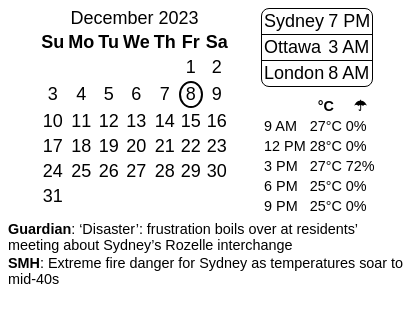 December 2023
Su Mo Tu We Th Fr Sa
1 2
3 4 5 6 7 8 9
10 11 12 13 14 15 16
17 18 19 20 21 22 23
24 25 26 27 28 29 30
31
Sydney 7 PM
Ottawa 3 AM
London 8 AM
°C ☂
9 AM 27°C 0%
12 PM 28°C 0%
3 PM 27°C 72%
6 PM 25°C 0%
9 PM 25°C 0%
Guardian: ‘Disaster’: frustration boils over at residents’
meeting about Sydney’s Rozelle interchange
SMH: Extreme fire danger for Sydney as temperatures soar to
mid-40s